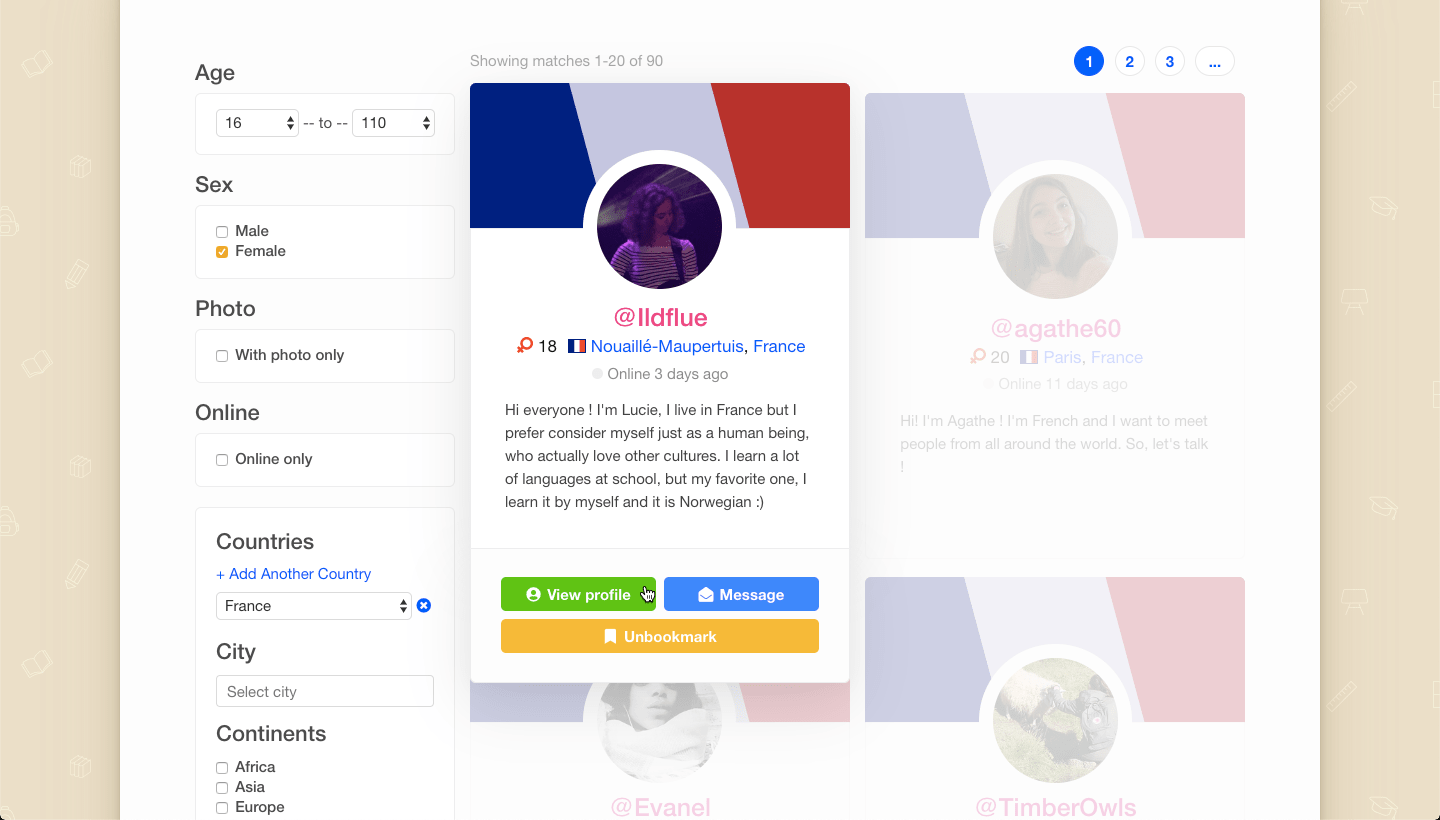 Age
16 -- to -- 110
Sex
Male
Female
Photo
With photo only
Online
Online only
Countries
+ Add Another Country
France
City
Select city
Continents
Africa
Asia
Europe
Showing matches 1-20 of 90
1 2 3 ...
@lldflue
18 Nouaillé-Maupertuis, France
Online 3 days ago
Hi everyone ! I'm Lucie, I live in France but I
prefer consider myself just as a human being,
who actually love other cultures. I learn a lot
of languages at school, but my favorite one, I
learn it by myself and it is Norwegian :)
View profile
Message
Unbookmark
@agathe60
20 Paris, France
Online 11 days ago
Hi! I'm Agathe ! I'm French and I want to meet
people from all around the world. So, let's talk
!
@Evanel
@TimberOwls